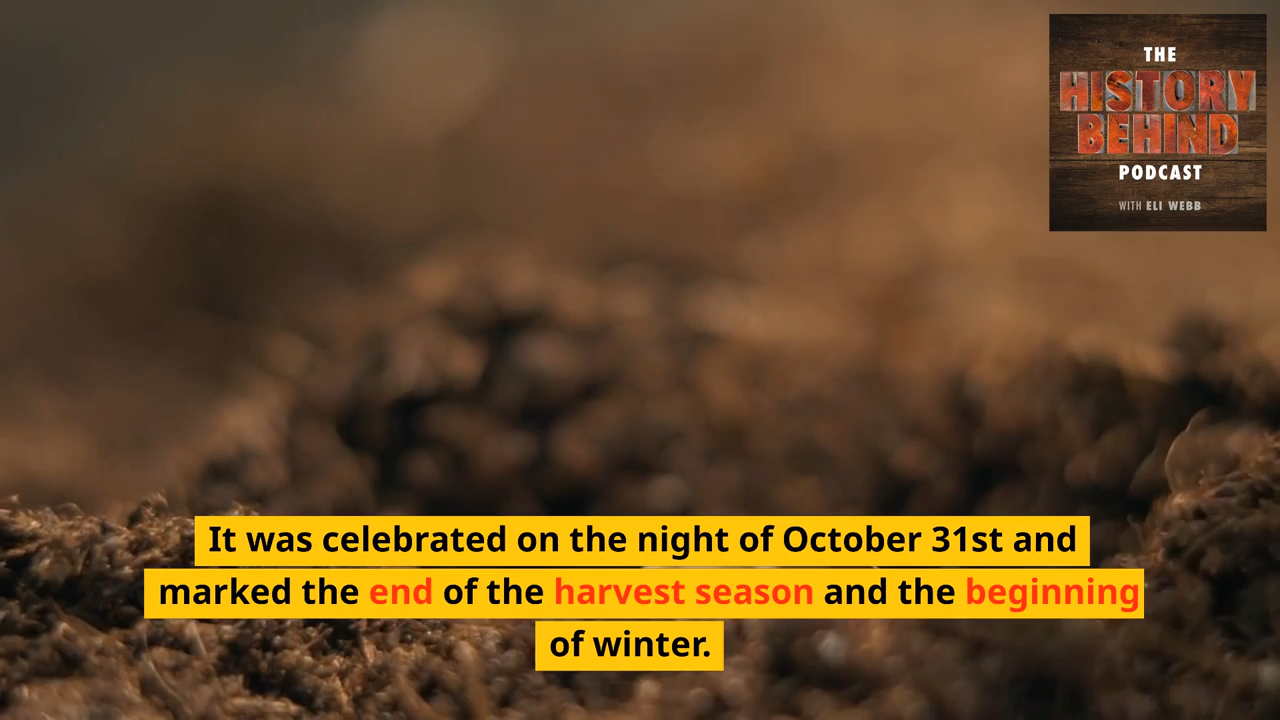 THE
HISTORY
BEHIND
PODCAST
WITH ELI WEBB
It was celebrated on the night of October 31st and
marked the end of the harvest season and the beginning
of winter.